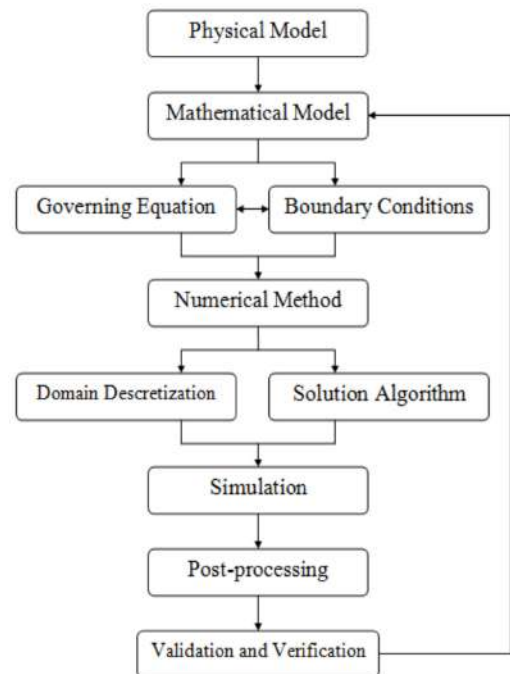 Physical Model
Mathematical Model
Governing Equation
Boundary Conditions
Numerical Method
Domain Descretization
Solution Algorithm
Simulation
Post-processing
Validation and Verification